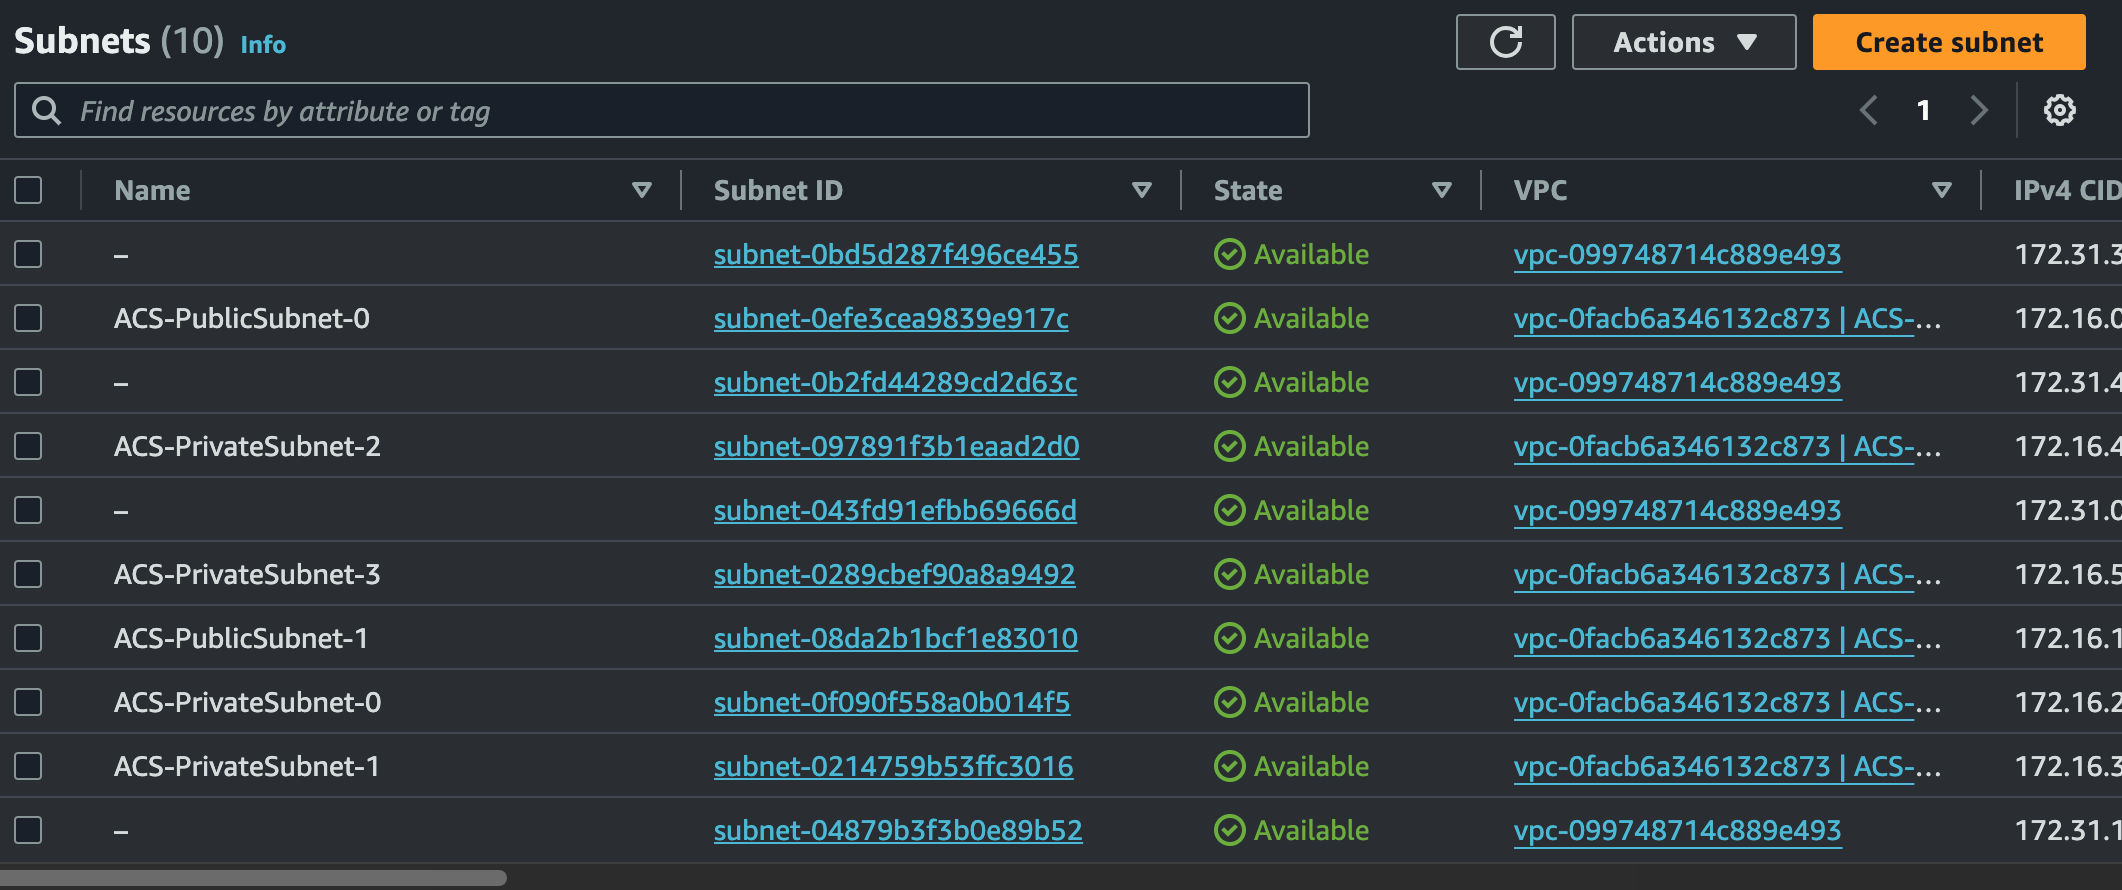 Subnets (10) Info
Actions
Create subnet
Find resources by attribute or tag
1
Name Subnet ID State VPC IPv4 CID
– subnet-0bd5d287f496ce455 Available vpc-099748714c889e493 172.31.3
ACS-PublicSubnet-0 subnet-0efe3cea9839e917c Available vpc-0facb6a346132c873 | ACS-... 172.16.0
– subnet-0b2fd44289cd2d63c Available vpc-099748714c889e493 172.31.4
ACS-PrivateSubnet-2 subnet-097891f3b1eaad2d0 Available vpc-0facb6a346132c873 | ACS-... 172.16.4
– subnet-043fd91efbb69666d Available vpc-099748714c889e493 172.31.0
ACS-PrivateSubnet-3 subnet-0289cbef90a8a9492 Available vpc-0facb6a346132c873 | ACS-... 172.16.5
ACS-PublicSubnet-1 subnet-08da2b1bcf1e83010 Available vpc-0facb6a346132c873 | ACS-... 172.16.1
ACS-PrivateSubnet-0 subnet-0f090f558a0b014f5 Available vpc-0facb6a346132c873 | ACS-... 172.16.2
ACS-PrivateSubnet-1 subnet-0214759b53ffc3016 Available vpc-0facb6a346132c873 | ACS-... 172.16.3
– subnet-04879b3f3b0e89b52 Available vpc-099748714c889e493 172.31.1